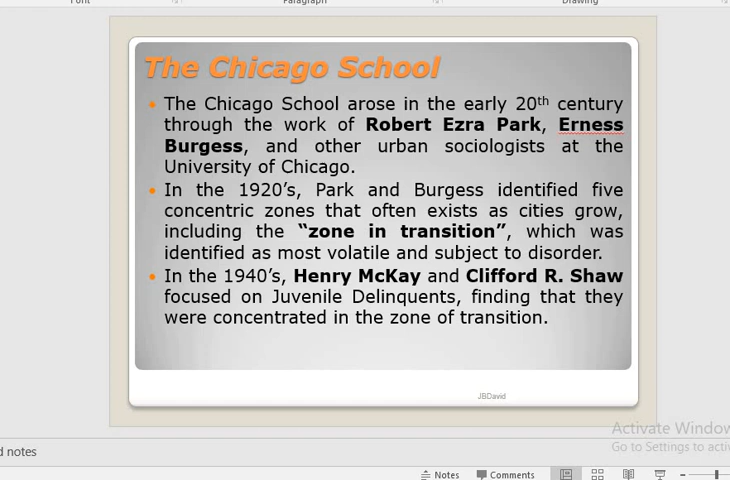 Font
Paragraph
Drawing
The Chicago School
• The Chicago School arose in the early 20th century
through the work of Robert Ezra Park, Erness
Burgess, and other urban sociologists at the
University of Chicago.
• In the 1920's, Park and Burgess identified five
concentric zones that often exists as cities grow,
including the “zone in transition”, which was
identified as most volatile and subject to disorder.
• In the 1940's, Henry McKay and Clifford R. Shaw
focused on Juvenile Delinquents, finding that they
were concentrated in the zone of transition.
JBDavid
Activate Window
Go to Settings to activ
d notes
Notes
Comments